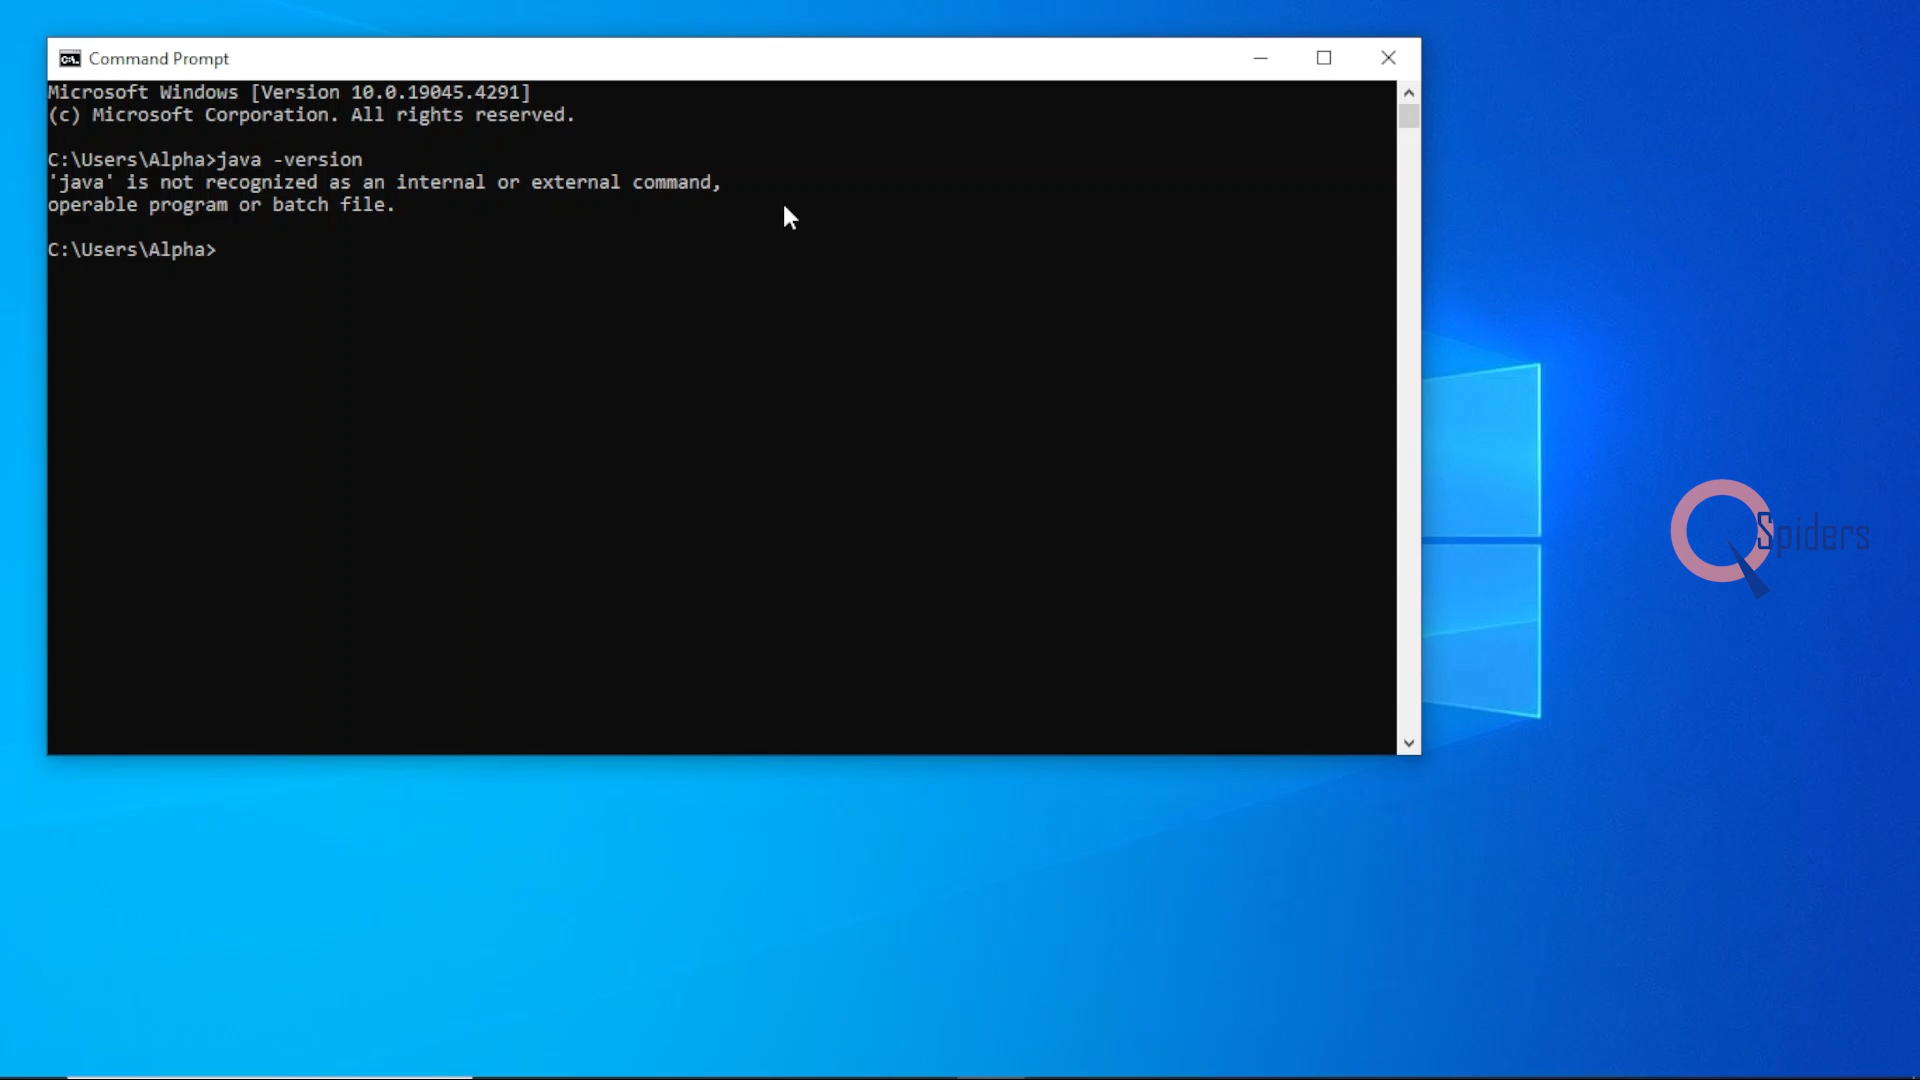 Command Prompt
Microsoft Windows [Version 10.0.19045.4291]
(c) Microsoft Corporation. All rights reserved.
C:\Users\Alpha>java -version
'java' is not recognized as an internal or external command,
operable program or batch file.
C:\Users\Alpha>
QSpiders